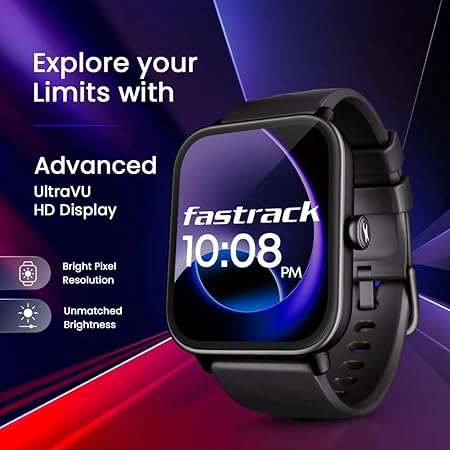 Explore your
Limits with
Advanced
UltraVU
HD Display
Bright Pixel
Resolution
Unmatched
Brightness
fastrack
10:08
PM